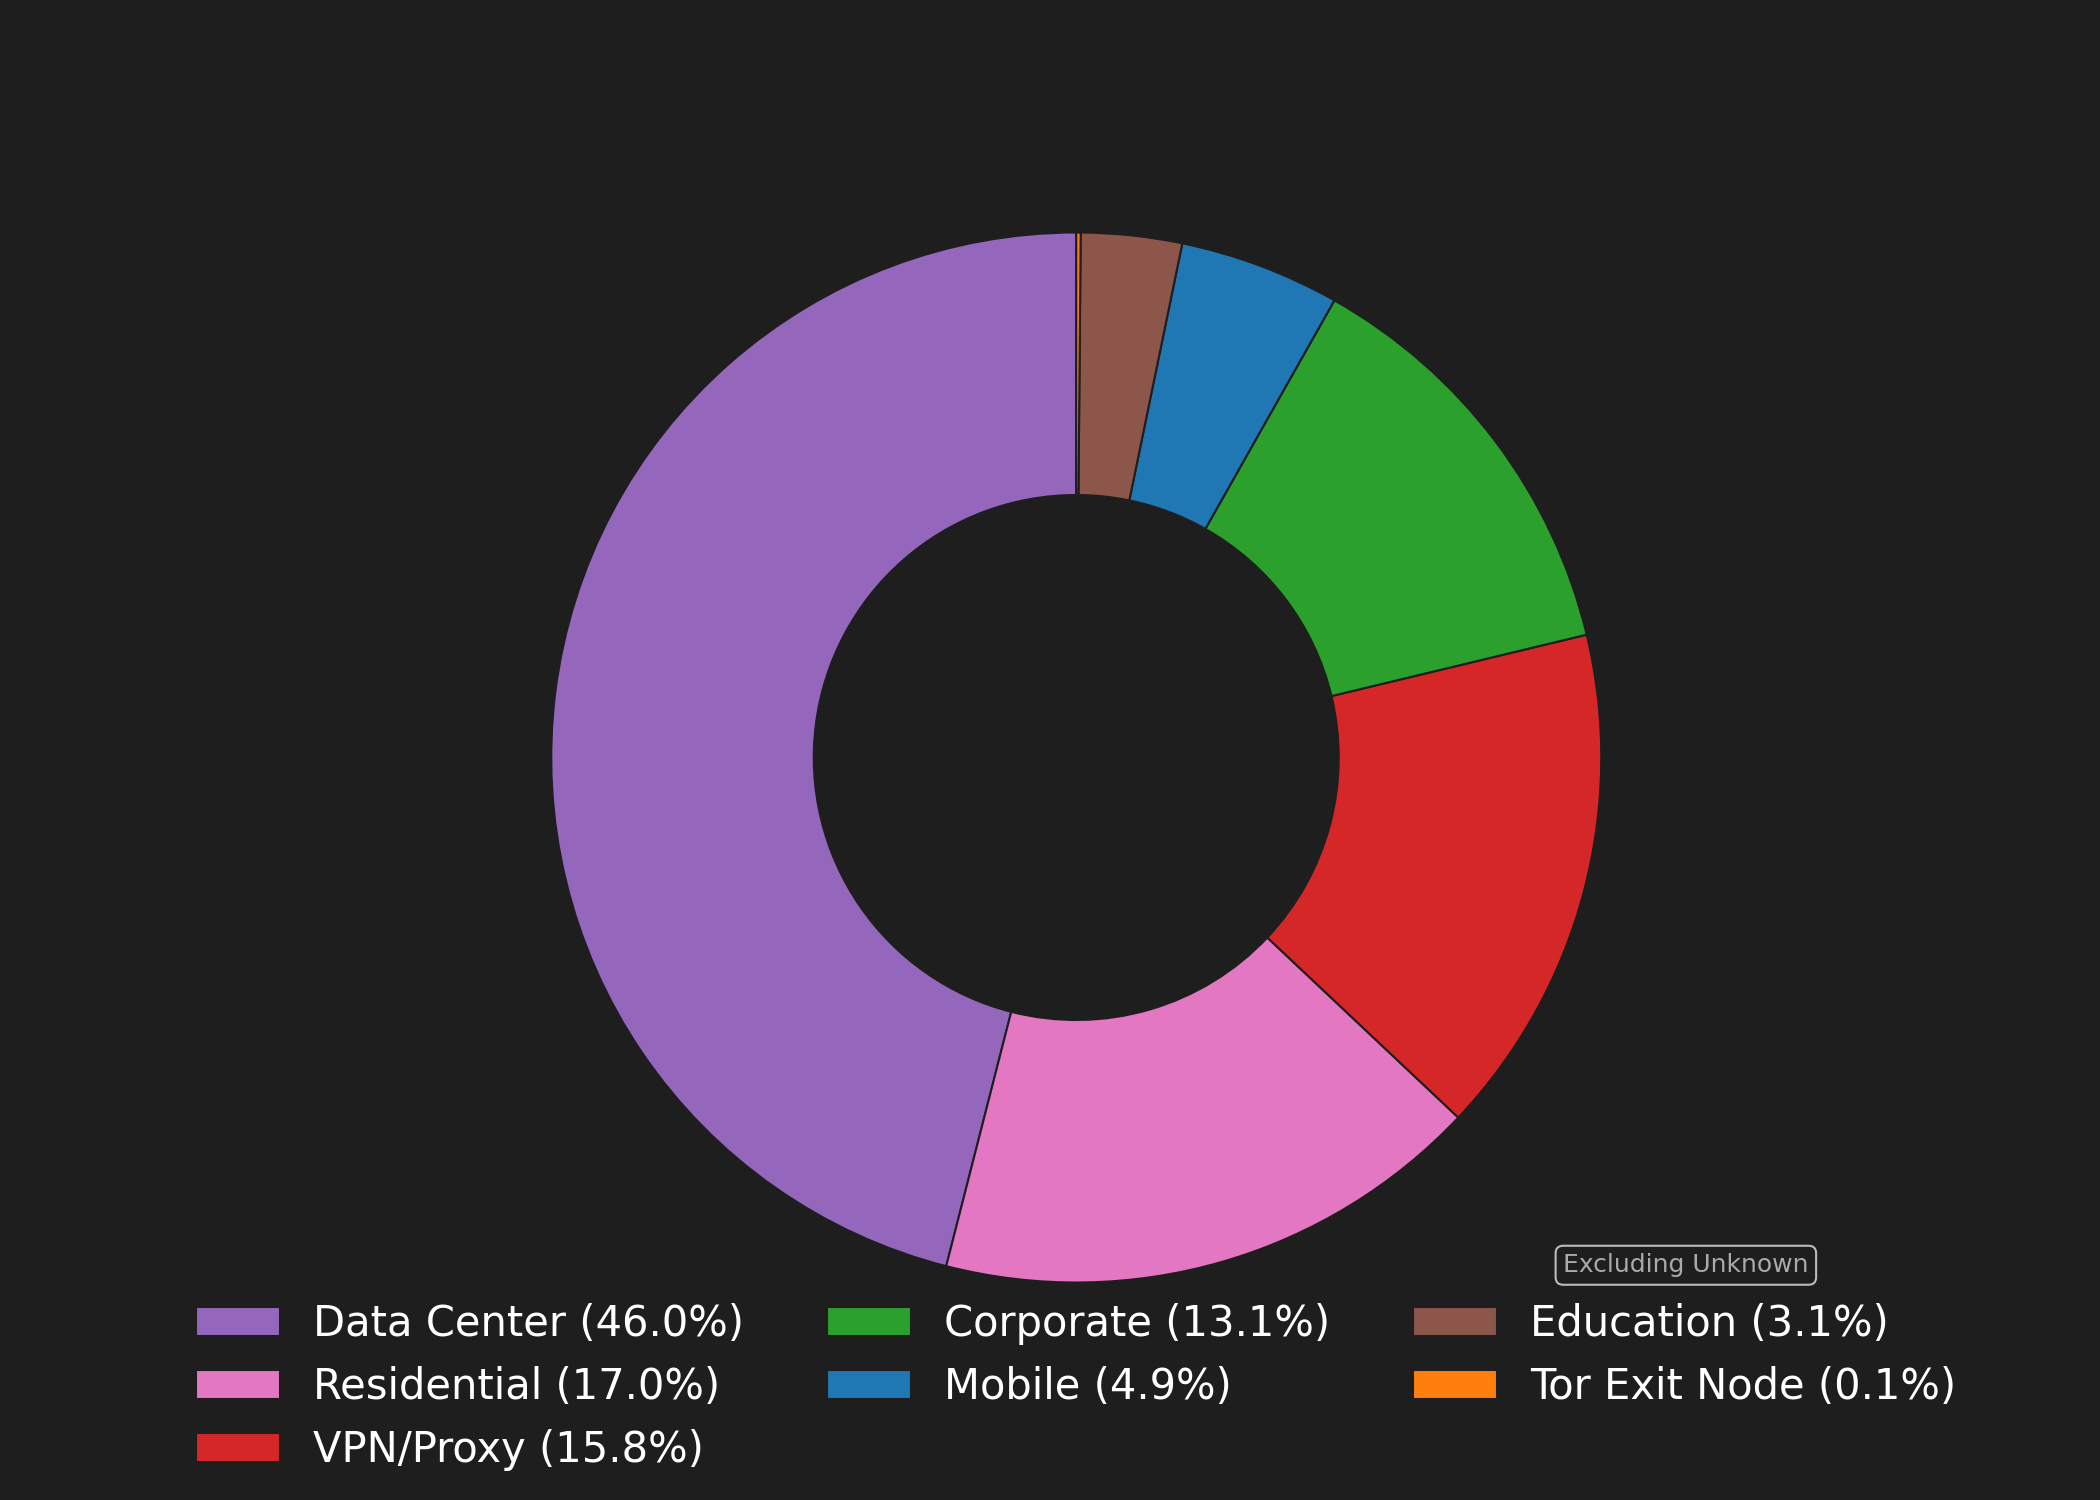 Excluding Unknown
Data Center (46.0%)
Residential (17.0%)
VPN/Proxy (15.8%)
Corporate (13.1%)
Mobile (4.9%)
Education (3.1%)
Tor Exit Node (0.1%)